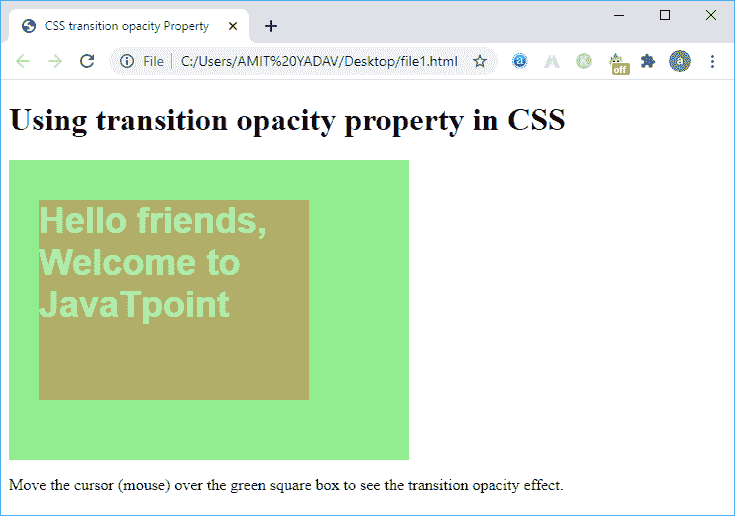 CSS transition opacity Property
File | C:/Users/AMIT%20YADAV/Desktop/file1.html
off
Using transition opacity property in CSS
Hello friends,
Welcome to
JavaTpoint
Move the cursor (mouse) over the green square box to see the transition opacity effect.